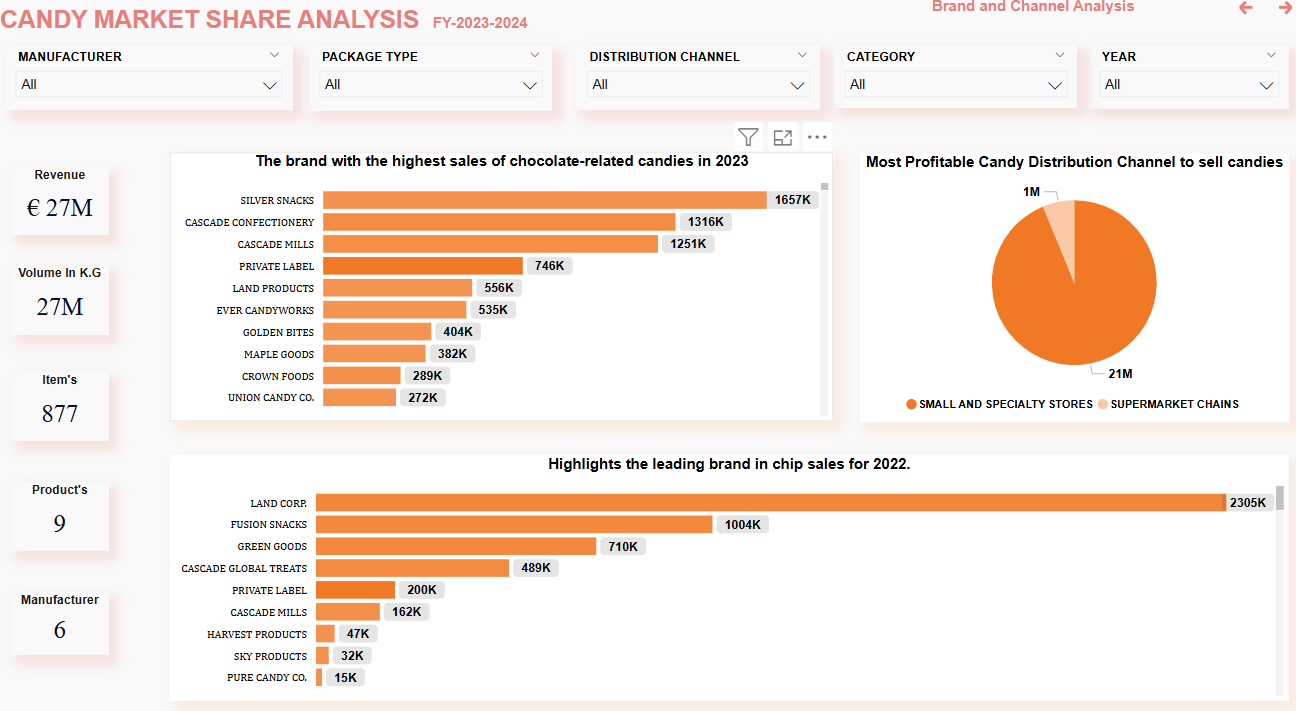 Brand and Channel Analysis
CANDY MARKET SHARE ANALYSIS FY-2023-2024
MANUFACTURER
All
PACKAGE TYPE
All
DISTRIBUTION CHANNEL
All
CATEGORY
All
YEAR
All
Revenue
€ 27M
Volume In K.G
27M
Item's
877
Product's
9
Manufacturer
6
The brand with the highest sales of chocolate-related candies in 2023
SILVER SNACKS 1657K
CASCADE CONFECTIONERY 1316K
CASCADE MILLS 1251K
PRIVATE LABEL 746K
LAND PRODUCTS 556K
EVER CANDYWORKS 535K
GOLDEN BITES 404K
MAPLE GOODS 382K
CROWN FOODS 289K
UNION CANDY CO. 272K
Most Profitable Candy Distribution Channel to sell candies
1M
21M
SMALL AND SPECIALTY STORES SUPERMARKET CHAINS
Highlights the leading brand in chip sales for 2022.
LAND CORP. 2305K
FUSION SNACKS 1004K
GREEN GOODS 710K
CASCADE GLOBAL TREATS 489K
PRIVATE LABEL 200K
CASCADE MILLS 162K
HARVEST PRODUCTS 47K
SKY PRODUCTS 32K
PURE CANDY CO. 15K